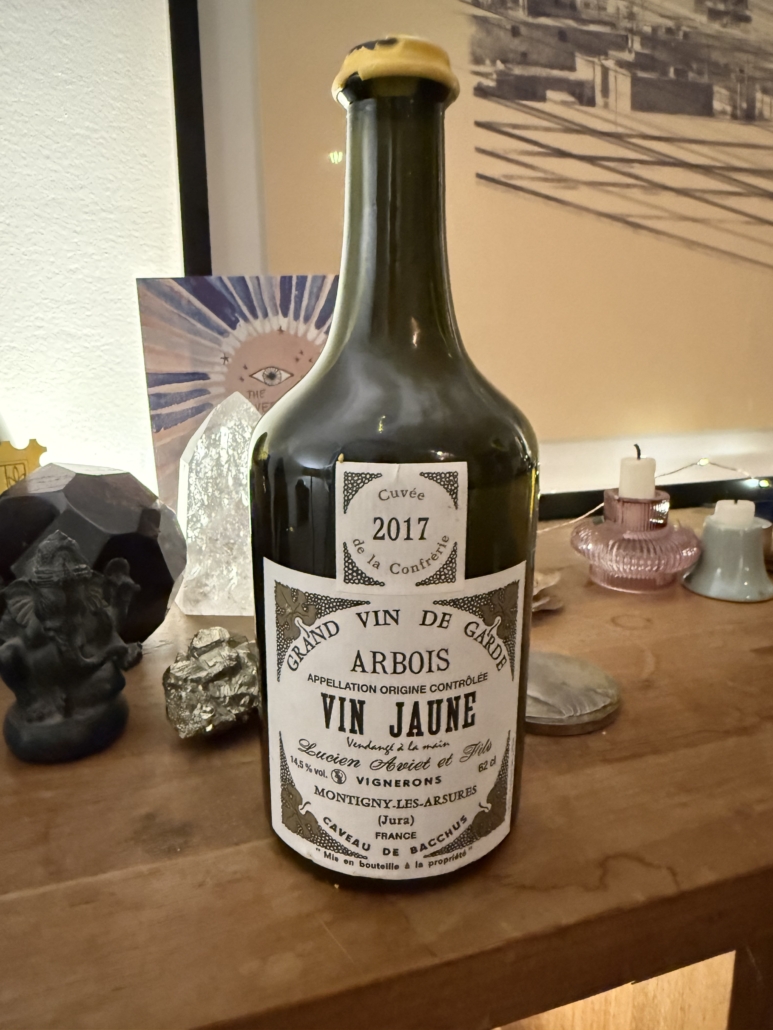 THE
Cuvée
2017
de la Confrérie
GRAND VIN DE GARDE
ARBOIS
APPELLATION ORIGINE CONTRÔLÉE
VIN JAUNE
Vendangé à la main
Lucien Aviet et Fils
14,5 % vol. VIGNERONS 62 cl
MONTIGNY-LES-ARSURES
(Jura)
FRANCE
CAVEAU DE BACCHUS
"Mis en bouteille à la propriété"